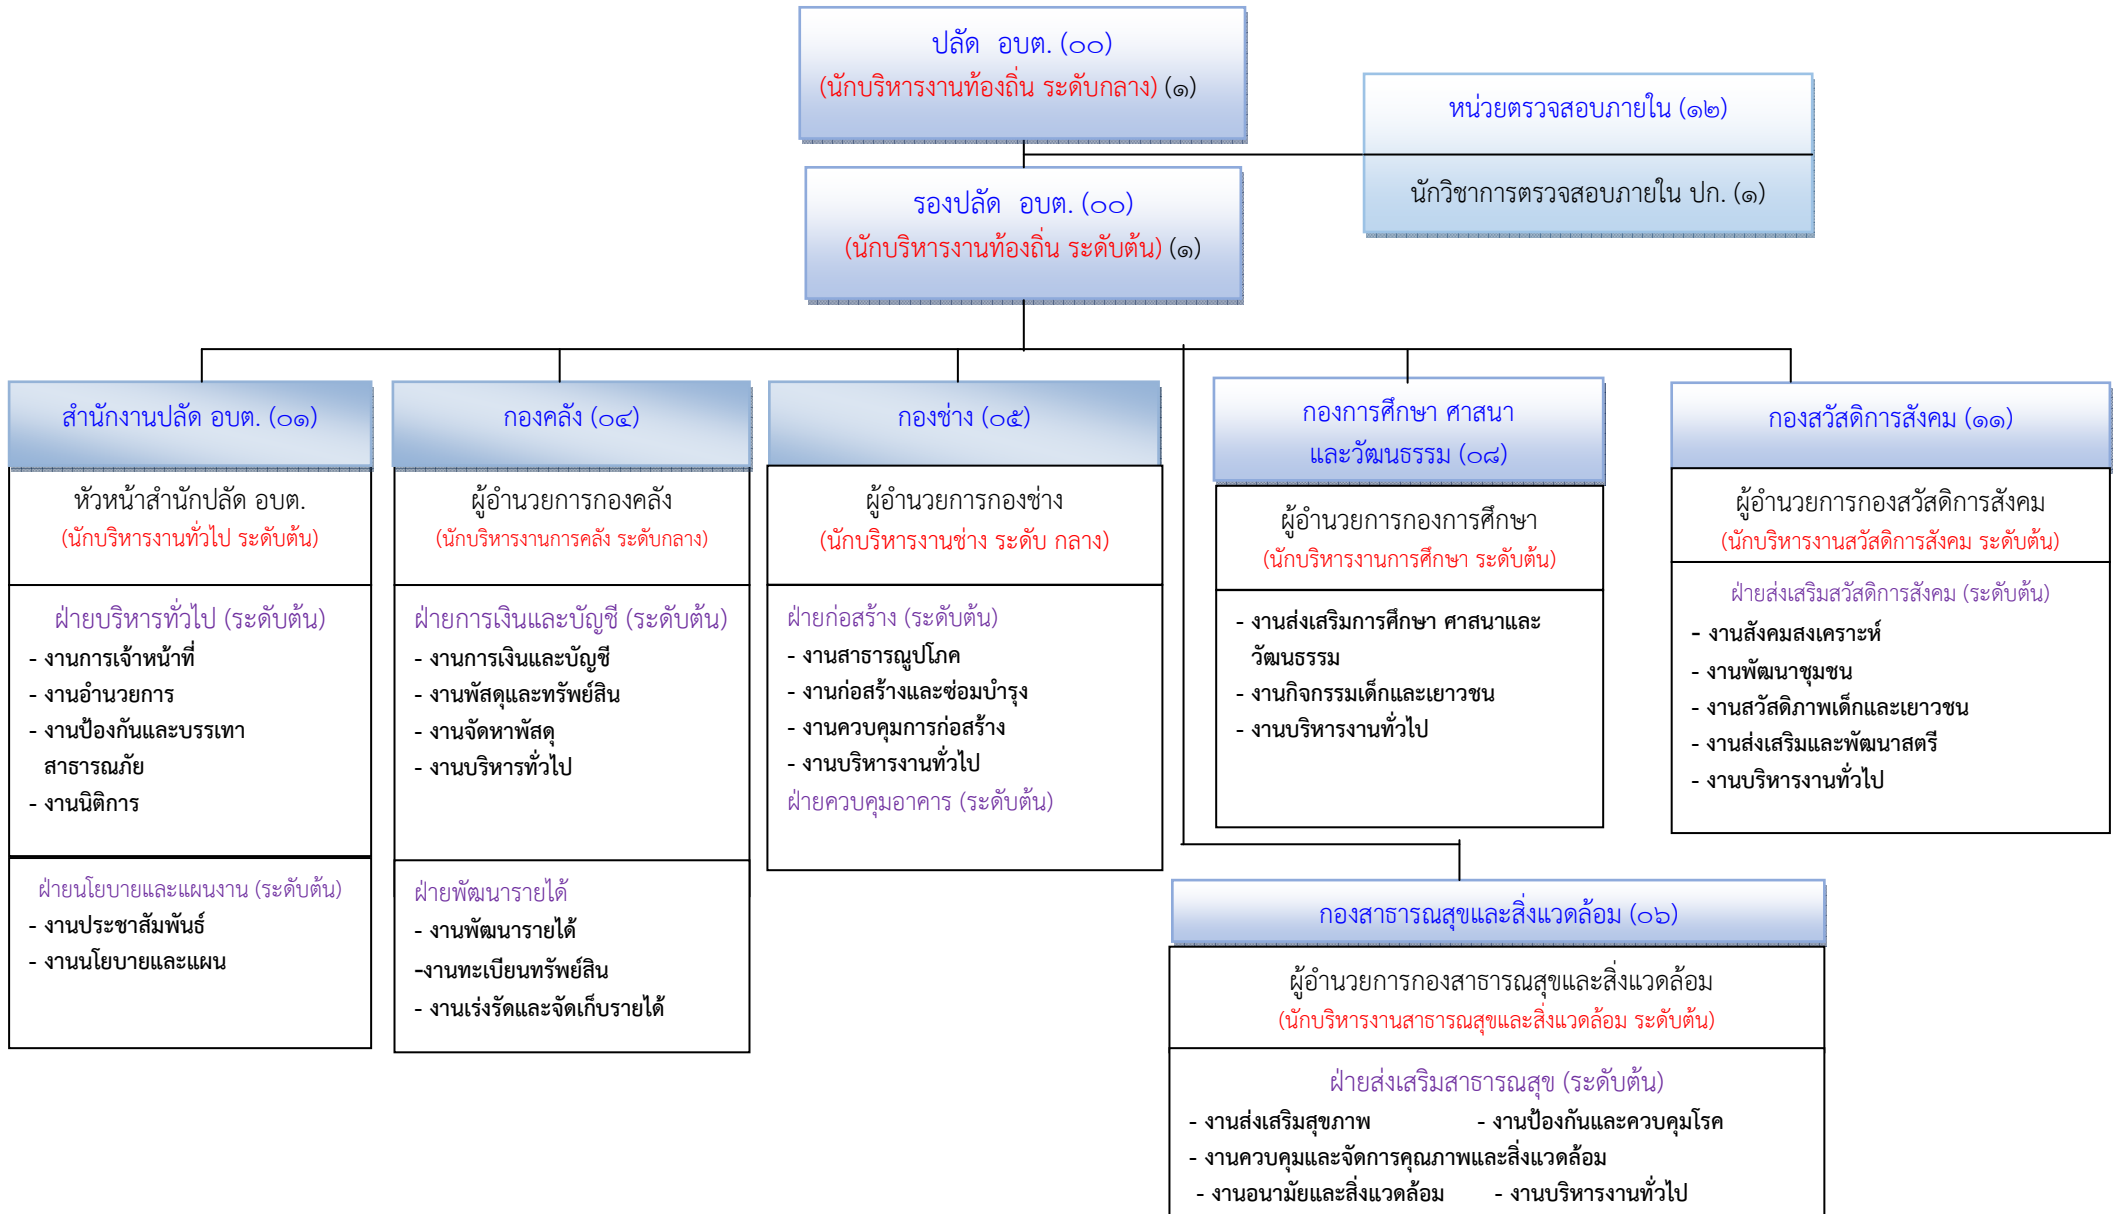 ปลัด  อบต. (๐๐)
(นักบริหารงานท้องถิ่น ระดับกลาง) (๑)
หน่วยตรวจสอบภายใน (๑๒)
นักวิชาการตรวจสอบภายใน ปก. (๑)
รองปลัด  อบต. (๐๐)
(นักบริหารงานท้องถิ่น ระดับต้น) (๑)
สำนักงานปลัด อบต. (๐๑)
หัวหน้าสำนักปลัด อบต.
(นักบริหารงานทั่วไป ระดับต้น)
ฝ่ายบริหารทั่วไป (ระดับต้น)
- งานการเจ้าหน้าที่
- งานอำนวยการ
- งานป้องกันและบรรเทา
สาธารณภัย
- งานนิติการ
ฝ่ายนโยบายและแผนงาน (ระดับต้น)
- งานประชาสัมพันธ์
- งานนโยบายและแผน
กองคลัง (๐๔)
ผู้อำนวยการกองคลัง
(นักบริหารงานการคลัง ระดับกลาง)
ฝ่ายการเงินและบัญชี (ระดับต้น)
- งานการเงินและบัญชี
- งานพัสดุและทรัพย์สิน
- งานจัดหาพัสดุ
- งานบริหารทั่วไป
ฝ่ายพัฒนารายได้
- งานพัฒนารายได้
-งานทะเบียนทรัพย์สิน
- งานเร่งรัดและจัดเก็บรายได้
กองช่าง (๐๕)
ผู้อำนวยการกองช่าง
(นักบริหารงานช่าง ระดับ กลาง)
ฝ่ายก่อสร้าง (ระดับต้น)
- งานสาธารณูปโภค
- งานก่อสร้างและซ่อมบำรุง
- งานควบคุมการก่อสร้าง
- งานบริหารงานทั่วไป
ฝ่ายควบคุมอาคาร (ระดับต้น)
กองการศึกษา ศาสนา
และวัฒนธรรม (๐๘)
ผู้อำนวยการกองการศึกษา
(นักบริหารงานการศึกษา ระดับต้น)
- งานส่งเสริมการศึกษา ศาสนาและ
วัฒนธรรม
- งานกิจกรรมเด็กและเยาวชน
- งานบริหารงานทั่วไป
กองสวัสดิการสังคม (๑๑)
ผู้อำนวยการกองสวัสดิการสังคม
(นักบริหารงานสวัสดิการสังคม ระดับต้น)
ฝ่ายส่งเสริมสวัสดิการสังคม (ระดับต้น)
- งานสังคมสงเคราะห์
- งานพัฒนาชุมชน
- งานสวัสดิภาพเด็กและเยาวชน
- งานส่งเสริมและพัฒนาสตรี
- งานบริหารงานทั่วไป
กองสาธารณสุขและสิ่งแวดล้อม (๐๖)
ผู้อำนวยการกองสาธารณสุขและสิ่งแวดล้อม
(นักบริหารงานสาธารณสุขและสิ่งแวดล้อม ระดับต้น)
ฝ่ายส่งเสริมสาธารณสุข (ระดับต้น)
- งานส่งเสริมสุขภาพ - งานป้องกันและควบคุมโรค
- งานควบคุมและจัดการคุณภาพและสิ่งแวดล้อม
- งานอนามัยและสิ่งแวดล้อม - งานบริหารงานทั่วไป